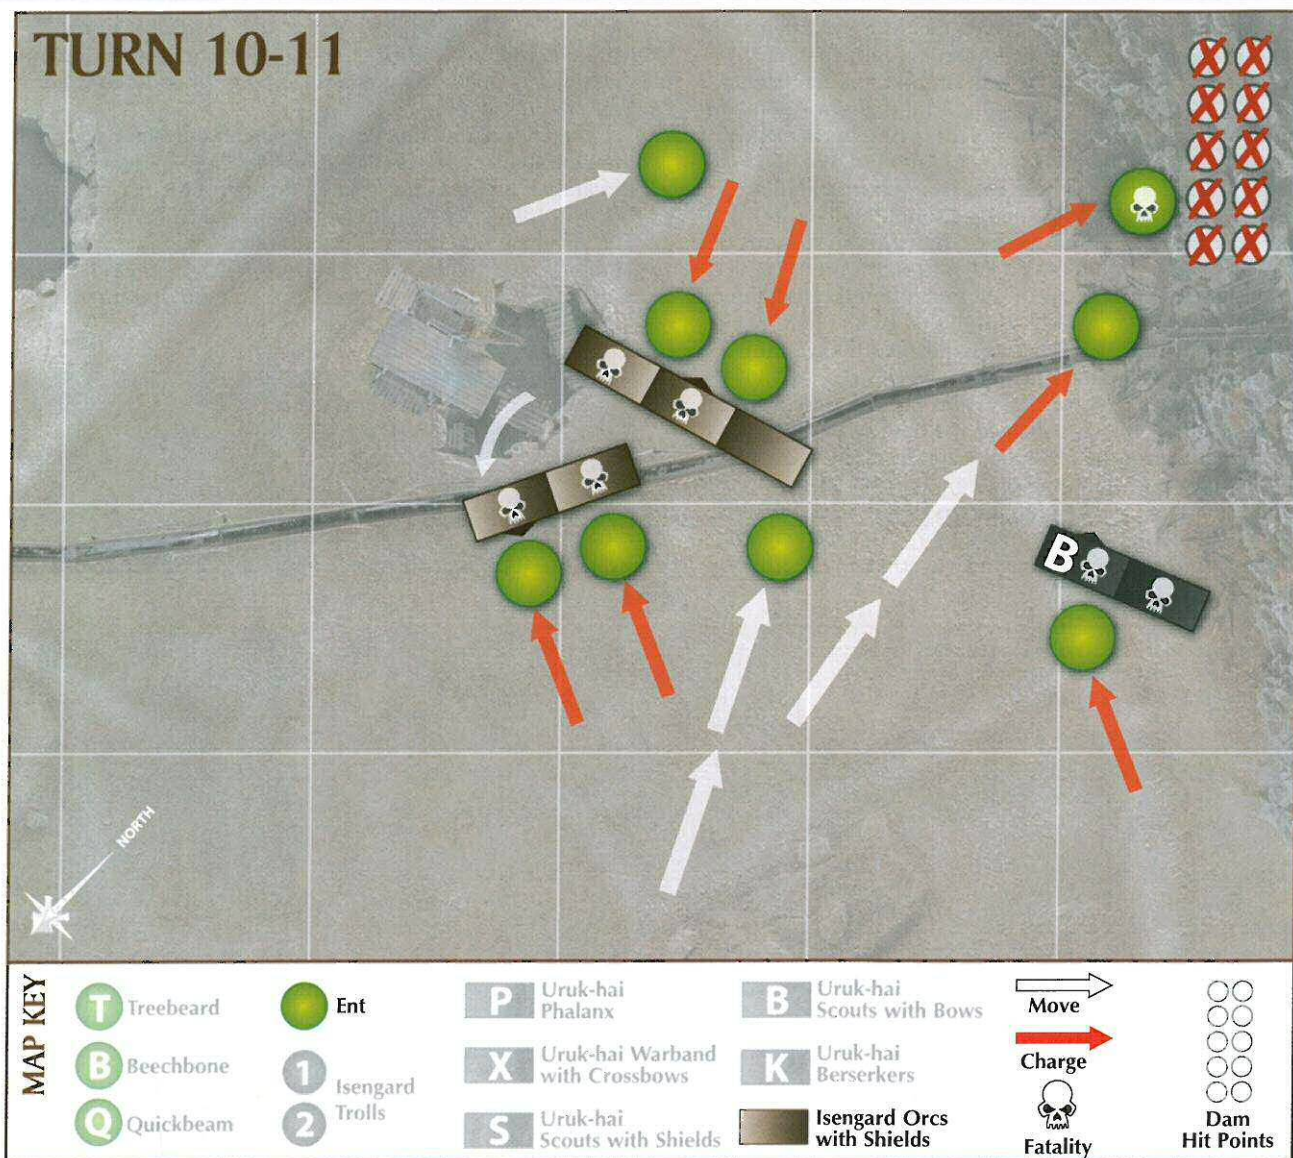 TURN 10-11
B
NORTH
MAP KEY
T Treebeard
B Beechbone
Q Quickbeam
Ent
1
2
Isengard
Trolls
P Uruk-hai
Phalanx
X Uruk-hai Warband
with Crossbows
S Uruk-hai
Scouts with Shields
B Uruk-hai
Scouts with Bows
K Uruk-hai
Berserkers
Isengard Orcs
with Shields
Move
Charge
Fatality
Dam
Hit Points